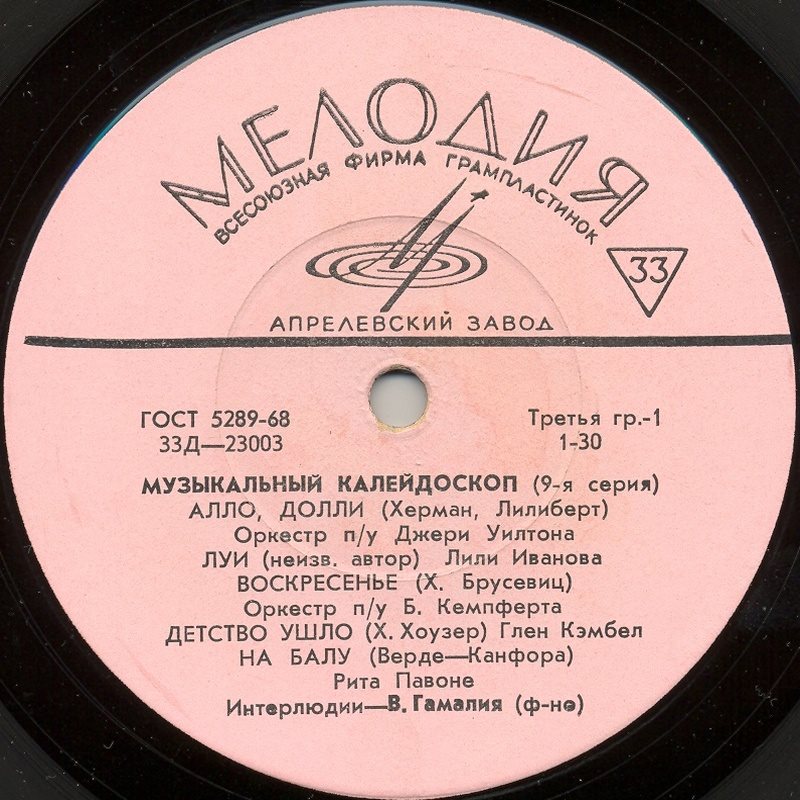 МЕЛОДИЯ
ВСЕСОЮЗНАЯ ФИРМА ГРАМПЛАСТИНОК
33
АПРЕЛЕВСКИЙ ЗАВОД
ГОСТ 5289-68 Третья гр.-1
33Д—23003 1-30
МУЗЫКАЛЬНЫЙ КАЛЕЙДОСКОП (9-я серия)
АЛЛО, ДОЛЛИ (Херман, Лилиберт)
Оркестр п/у Джери Уилтона
ЛУИ (неизв. автор) Лили Иванова
ВОСКРЕСЕНЬЕ (Х. Брусевиц)
Оркестр п/у Б. Кемпферта
ДЕТСТВО УШЛО (Х. Хоузер) Глен Кэмбел
НА БАЛУ (Верде—Канфора)
Рита Павоне
Интерлюдии—В. Гамалия (ф-но)